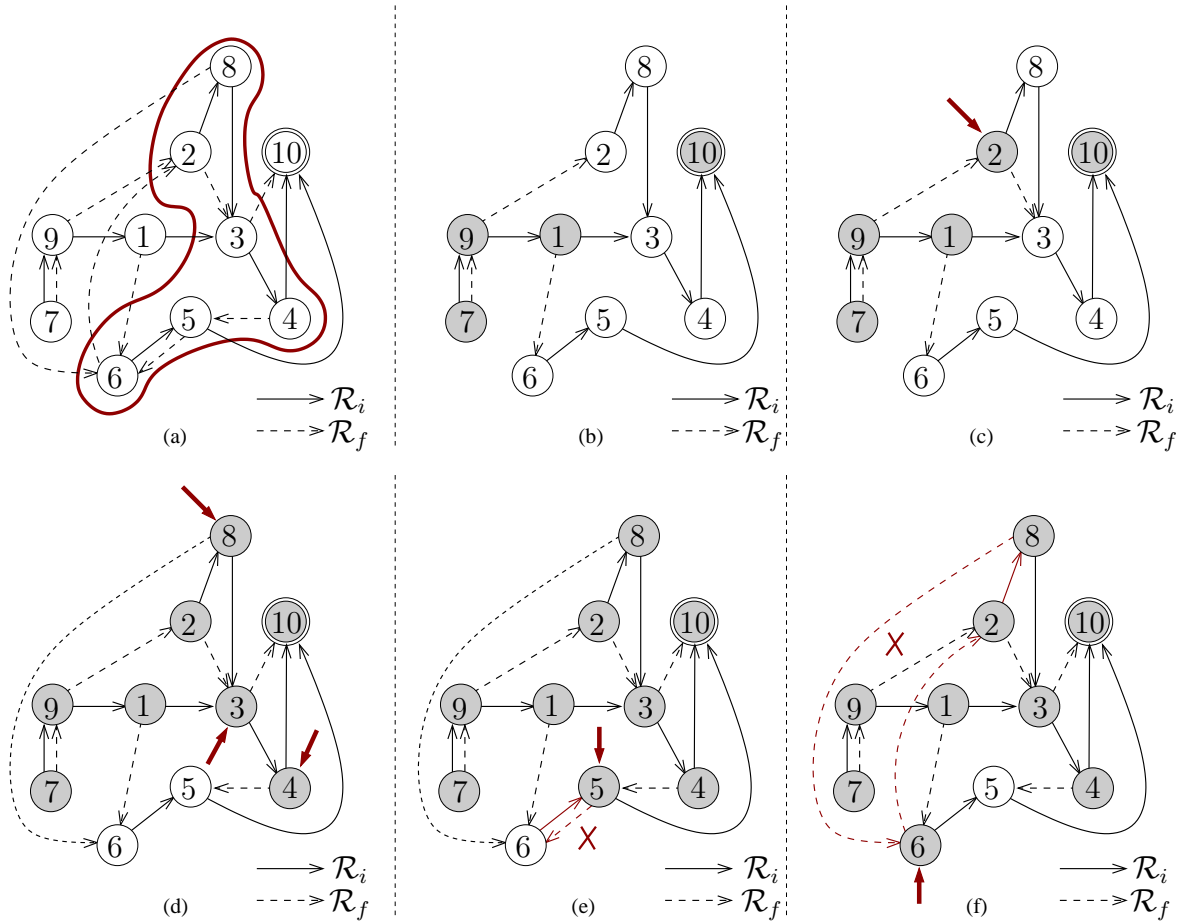 8 8 8
2 10 2 10 2 10
9 1 3 9 1 3 9 1 3
7 5 4 7 5 4 7 5 4
6 6 6
R_i R_i R_i
R_f R_f R_f
(a) (b) (c)
8 8 8
2 10 2 10 2 10
✗
9 1 3 9 1 3 9 1 3
7 5 4 7 5 4 7 5 4
6 6 ✗ 6
R_i R_i R_i
R_f R_f R_f
(d) (e) (f)